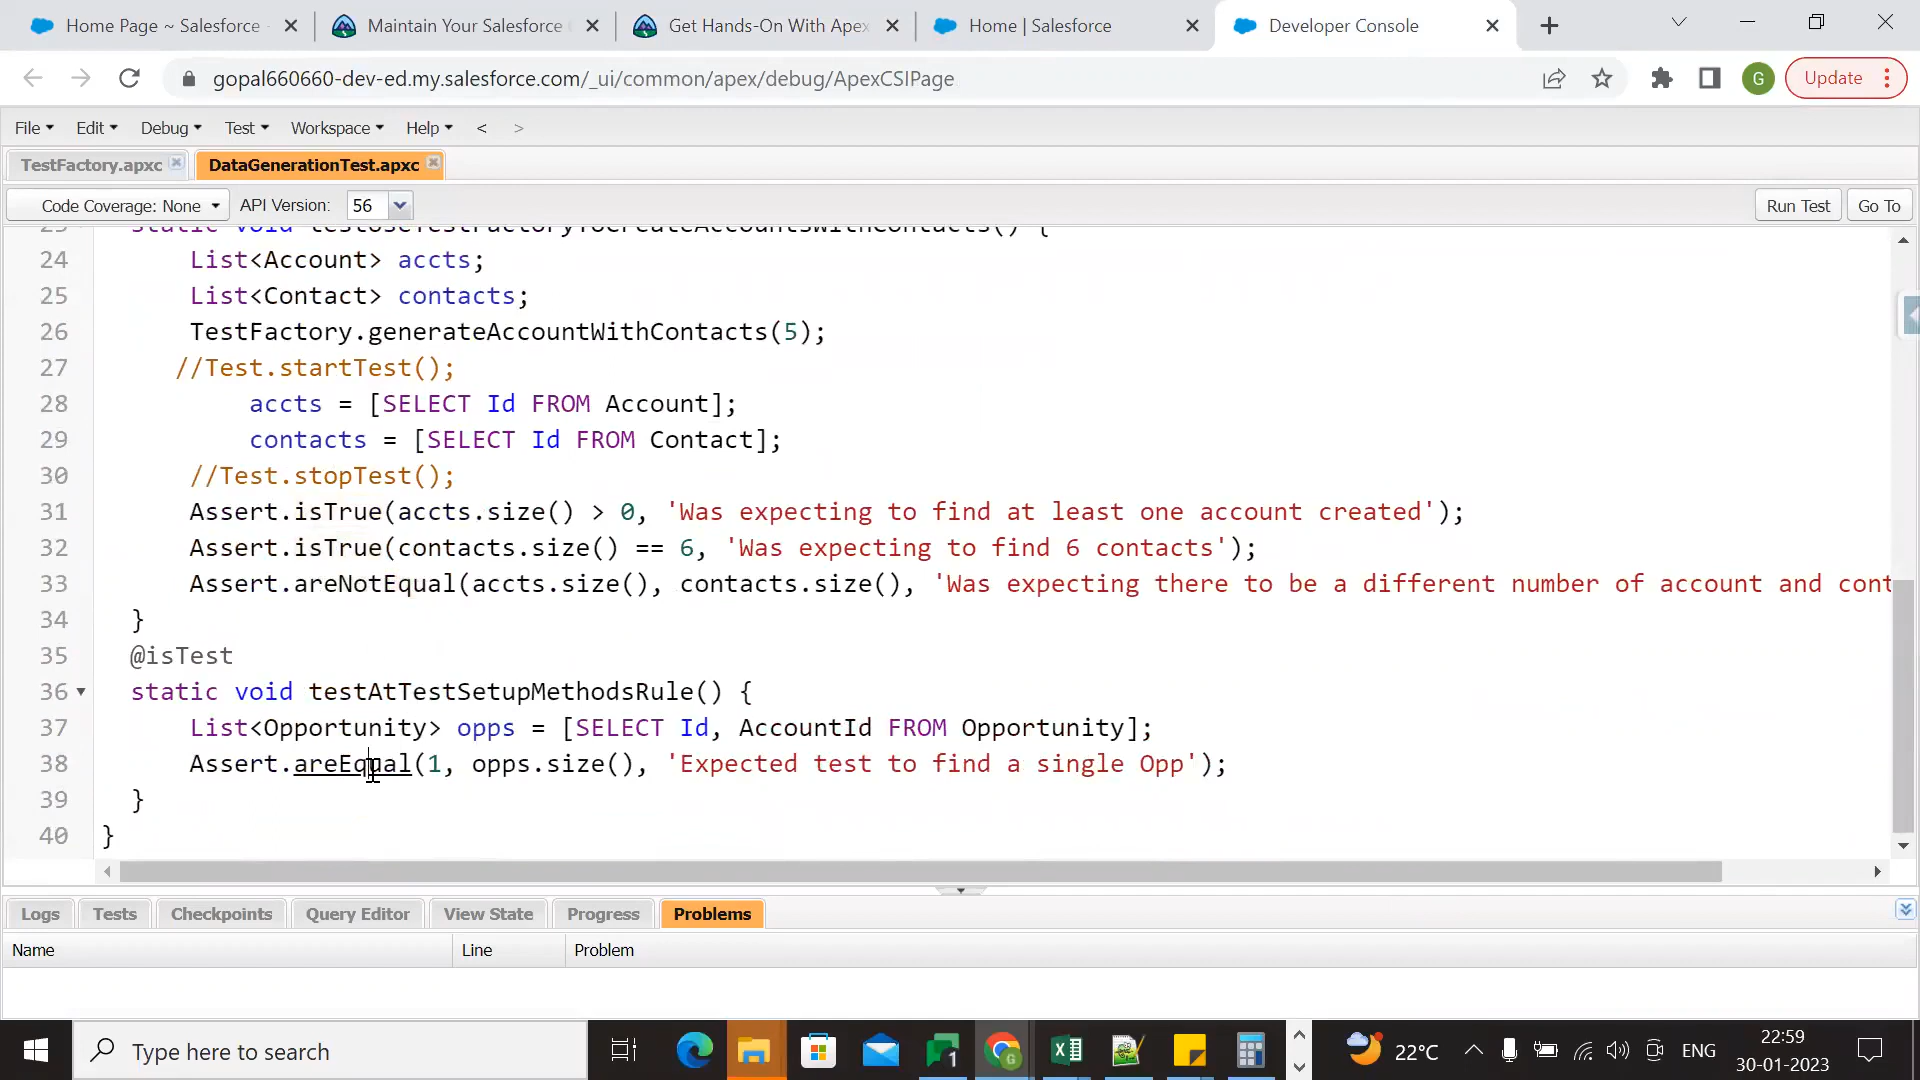 Home Page ~ Salesforce -
Maintain Your Salesforce
Get Hands-On With Apex
Home | Salesforce
Developer Console
gopal660660-dev-ed.my.salesforce.com/_ui/common/apex/debug/ApexCSIPage
G
Update
File
Edit
Debug
Test
Workspace
Help
<
>
TestFactory.apxc
DataGenerationTest.apxc
Code Coverage: None
API Version:
56
Run Test
Go To
23 static void testUseTestFactoryToCreateAccountsWithContacts() {
24 List<Account> accts;
25 List<Contact> contacts;
26 TestFactory.generateAccountWithContacts(5);
27 //Test.startTest();
28 accts = [SELECT Id FROM Account];
29 contacts = [SELECT Id FROM Contact];
30 //Test.stopTest();
31 Assert.isTrue(accts.size() > 0, 'Was expecting to find at least one account created');
32 Assert.isTrue(contacts.size() == 6, 'Was expecting to find 6 contacts');
33 Assert.areNotEqual(accts.size(), contacts.size(), 'Was expecting there to be a different number of account and cont
34 }
35 @isTest
36 static void testAtTestSetupMethodsRule() {
37 List<Opportunity> opps = [SELECT Id, AccountId FROM Opportunity];
38 Assert.areEqual(1, opps.size(), 'Expected test to find a single Opp');
39 }
40 }
Logs
Tests
Checkpoints
Query Editor
View State
Progress
Problems
Name
Line
Problem
Type here to search
1
G
22°C
ENG
22:59
30-01-2023